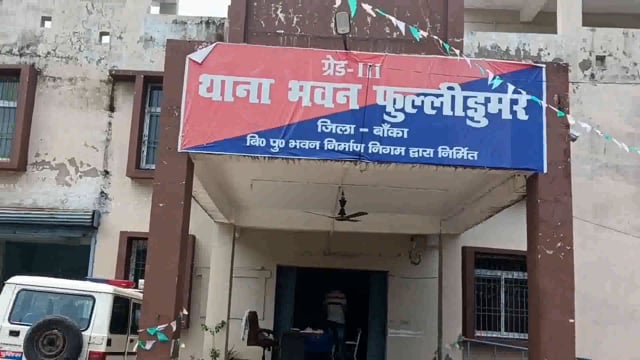 ग्रेड-III
थाना भवन फुल्लीडुमर
जिला - बाँका
बि० पु० भवन निर्माण निगम द्वारा निर्मित